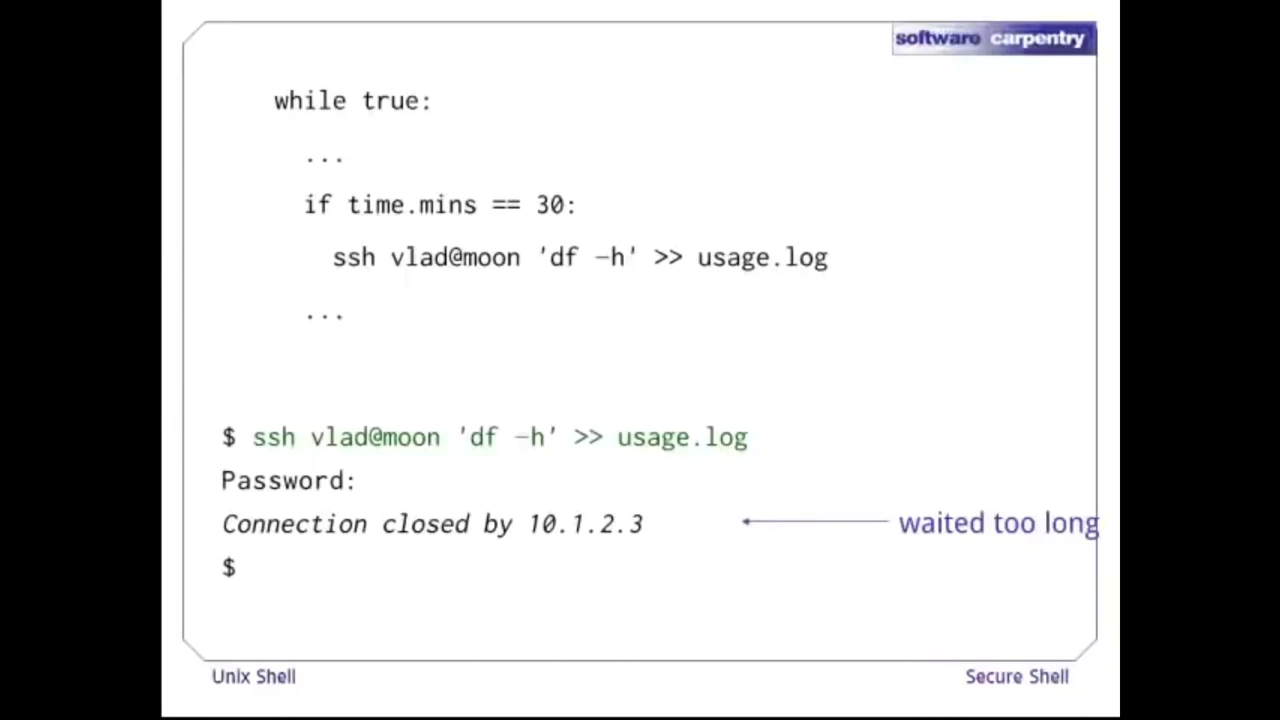 software carpentry
while true:
...
if time.mins == 30:
ssh vlad@moon 'df -h' >> usage.log
...
$ ssh vlad@moon 'df -h' >> usage.log
Password:
Connection closed by 10.1.2.3
waited too long
$
Unix Shell
Secure Shell